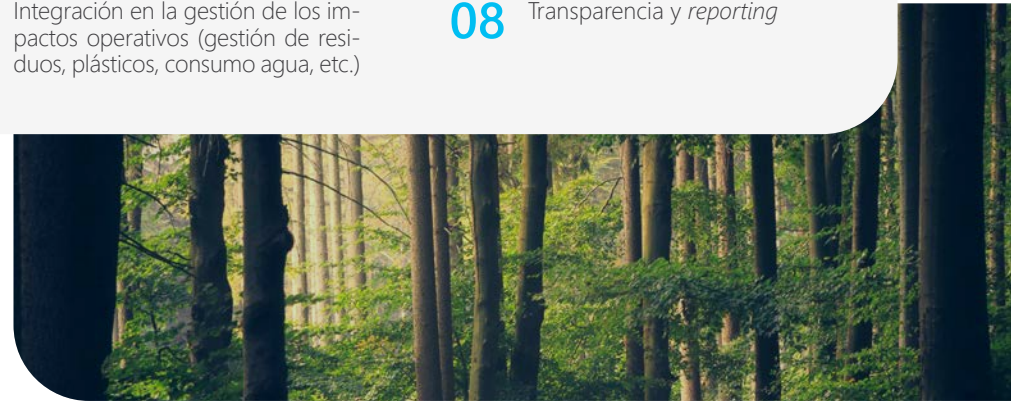 Integración en la gestión de los im-
pactos operativos (gestión de resi-
duos, plásticos, consumo agua, etc.)
08 Transparencia y reporting